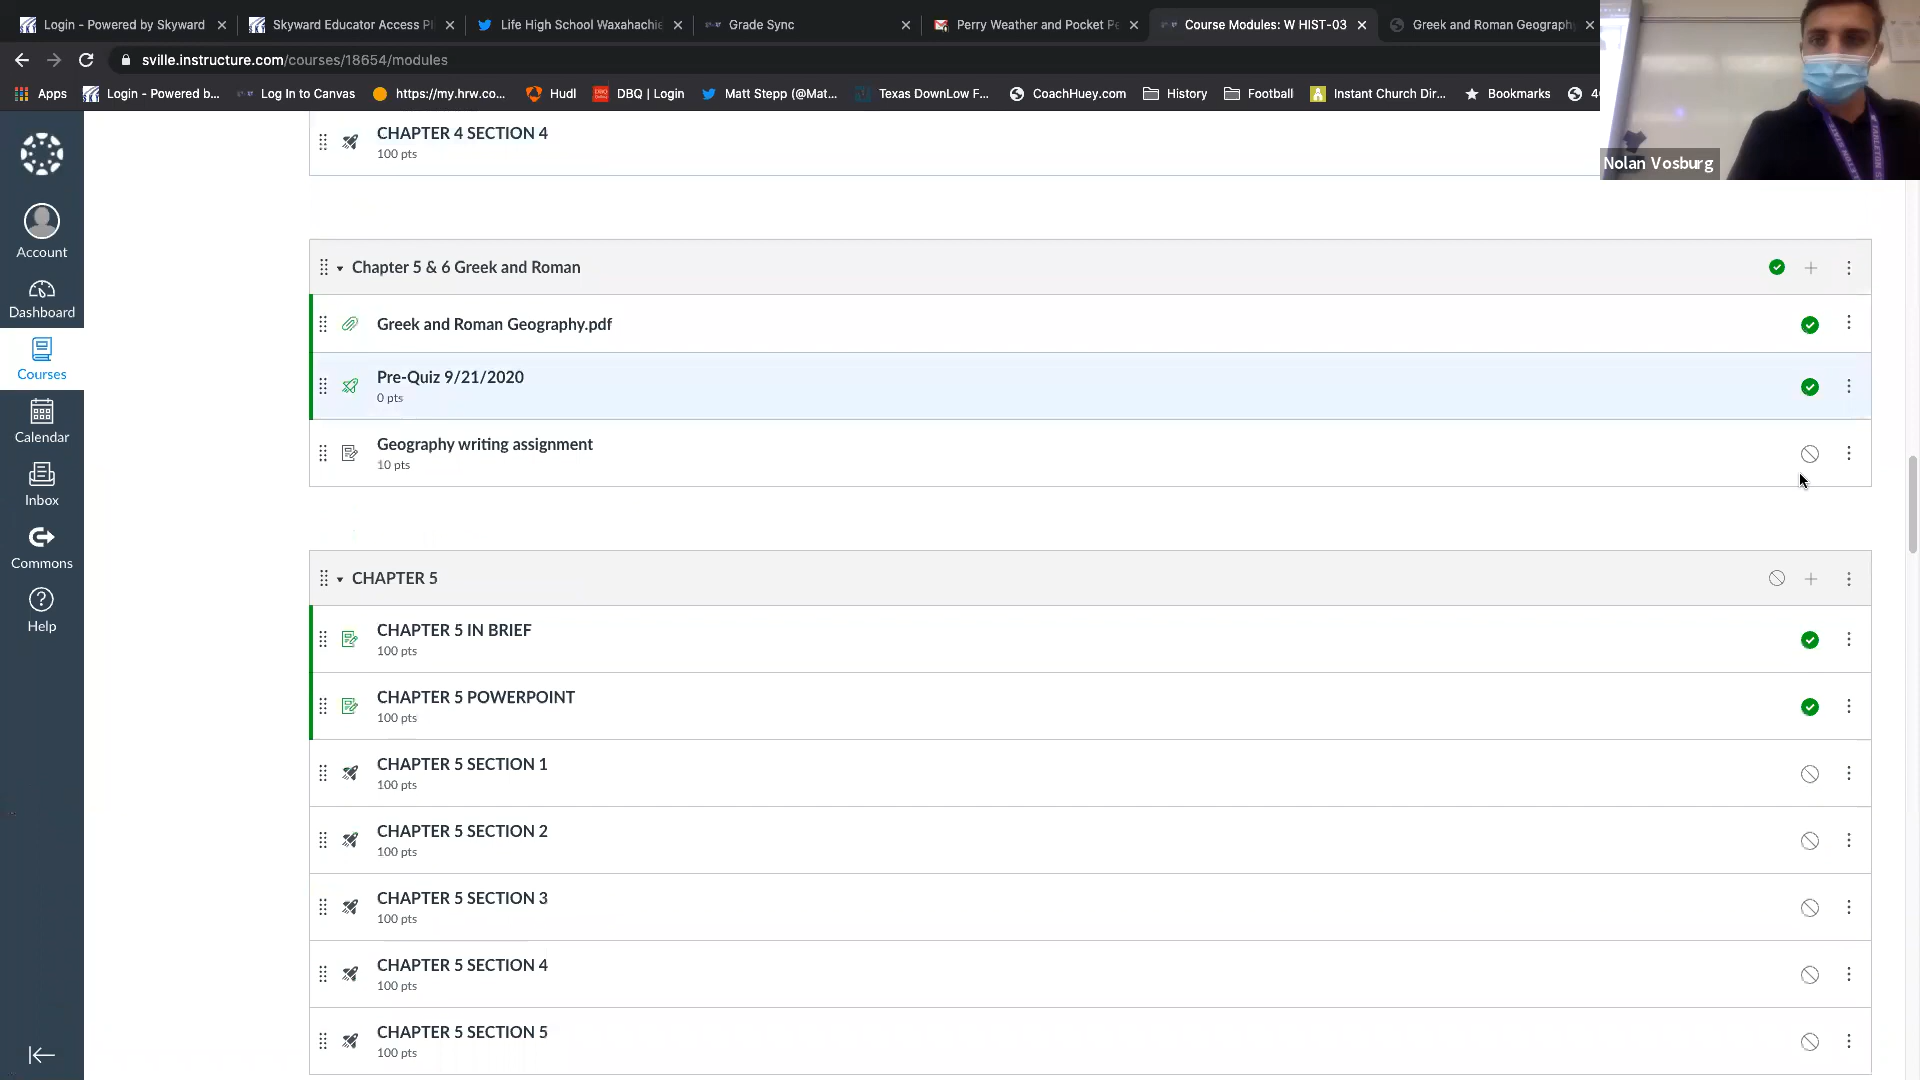 Login - Powered by Skyward
Skyward Educator Access Pl
Life High School Waxahachie
Grade Sync
Perry Weather and Pocket Pe
Course Modules: W HIST-03
Greek and Roman Geography
sville.instructure.com/courses/18654/modules
Apps
Login - Powered b...
Log In to Canvas
https://my.hrw.co...
Hudl
DBQ | Login
Matt Stepp (@Mat...
Texas DownLow F...
CoachHuey.com
History
Football
Instant Church Dir...
Bookmarks
Nolan Vosburg
Account
Dashboard
Courses
Calendar
Inbox
Commons
Help
CHAPTER 4 SECTION 4
100 pts
Chapter 5 & 6 Greek and Roman
Greek and Roman Geography.pdf
Pre-Quiz 9/21/2020
0 pts
Geography writing assignment
10 pts
CHAPTER 5
CHAPTER 5 IN BRIEF
100 pts
CHAPTER 5 POWERPOINT
100 pts
CHAPTER 5 SECTION 1
100 pts
CHAPTER 5 SECTION 2
100 pts
CHAPTER 5 SECTION 3
100 pts
CHAPTER 5 SECTION 4
100 pts
CHAPTER 5 SECTION 5
100 pts